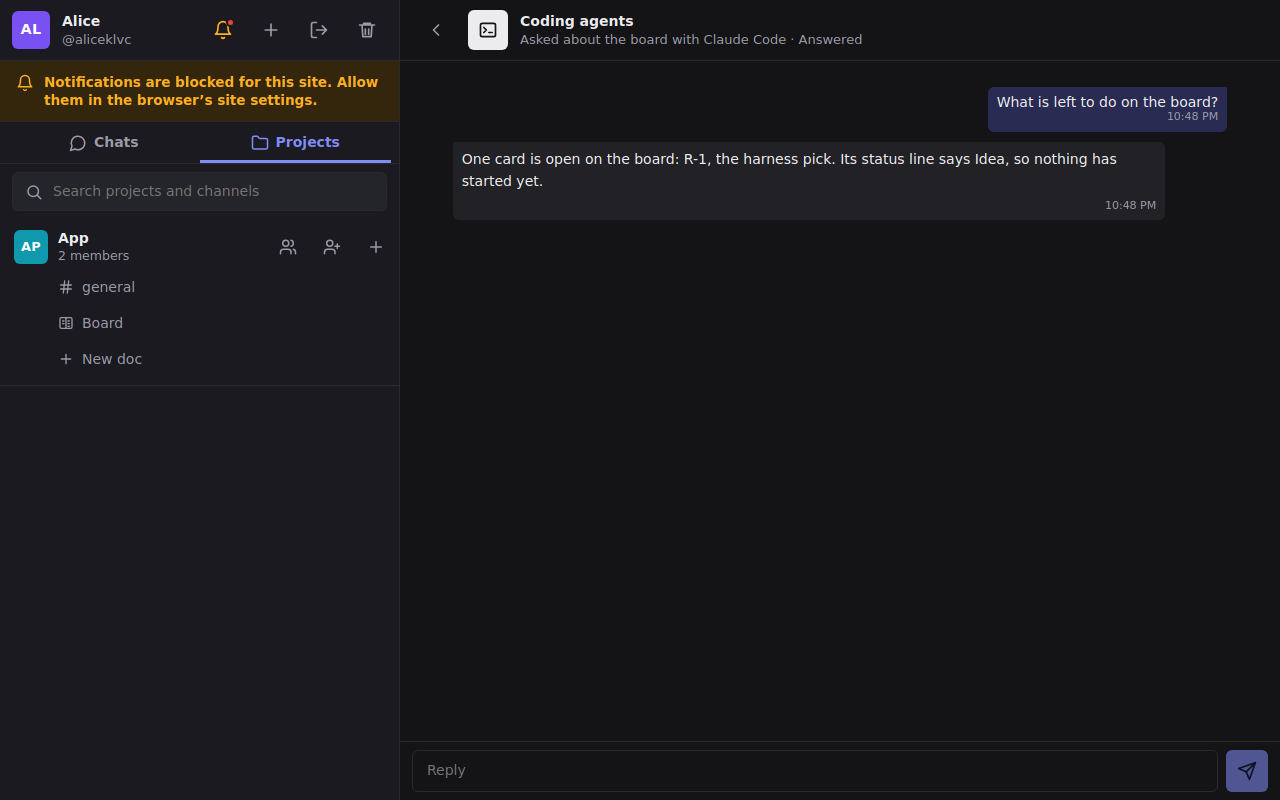 AL
Alice
@aliceklvc
Notifications are blocked for this site. Allow
them in the browser’s site settings.
Chats
Projects
Search projects and channels
AP
App
2 members
general
Board
New doc
Coding agents
Asked about the board with Claude Code · Answered
What is left to do on the board?
10:48 PM
One card is open on the board: R-1, the harness pick. Its status line says Idea, so nothing has
started yet.
10:48 PM
Reply